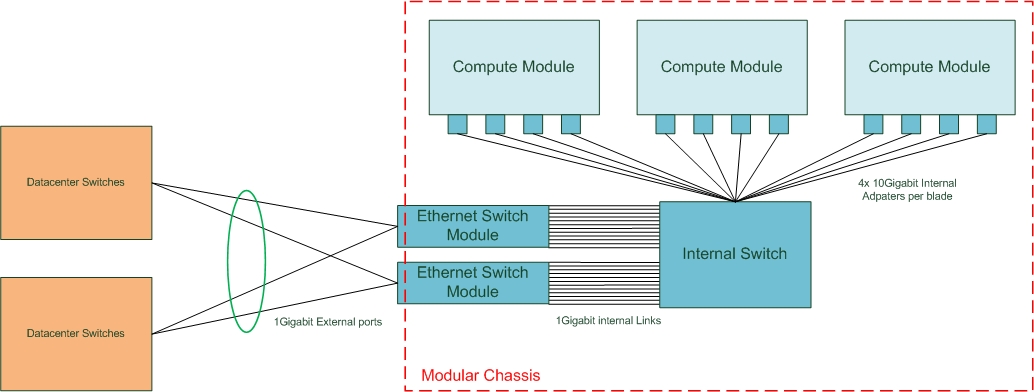 Compute Module
Compute Module
Compute Module
Datacenter Switches
4x 10Gigabit Internal
Adpaters per blade
Ethernet Switch
Module
Internal Switch
Ethernet Switch
Module
1Gigabit External ports
1Gigabit internal Links
Datacenter Switches
Modular Chassis